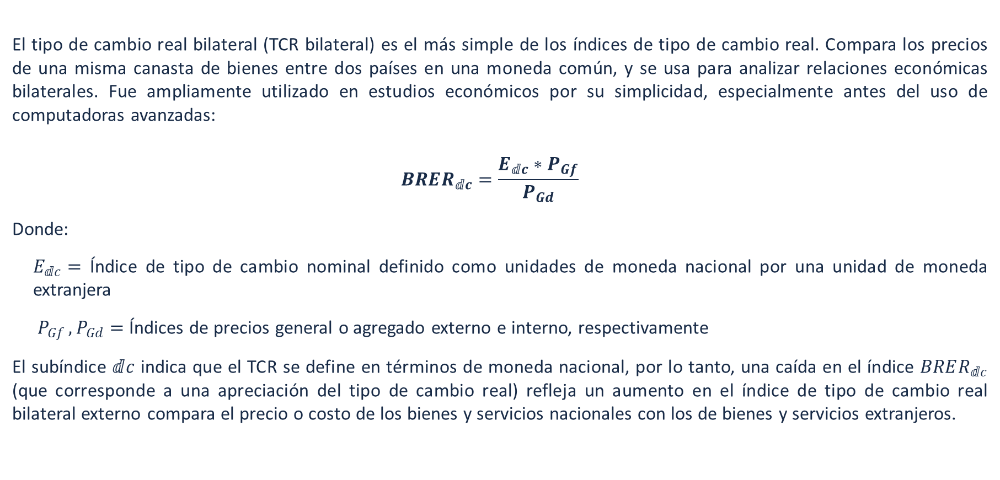 El tipo de cambio real bilateral (TCR bilateral) es el más simple de los índices de tipo de cambio real. Compara los precios
de una misma canasta de bienes entre dos países en una moneda común, y se usa para analizar relaciones económicas
bilaterales. Fue ampliamente utilizado en estudios económicos por su simplicidad, especialmente antes del uso de
computadoras avanzadas:
BRER_{ⅆc} = \frac{E_{ⅆc} * P_{Gf}}{P_{Gd}}
Donde:
E_{ⅆc} = Índice de tipo de cambio nominal definido como unidades de moneda nacional por una unidad de moneda
extranjera
P_{Gf} , P_{Gd} = Índices de precios general o agregado externo e interno, respectivamente
El subíndice ⅆc indica que el TCR se define en términos de moneda nacional, por lo tanto, una caída en el índice BRER_{ⅆc}
(que corresponde a una apreciación del tipo de cambio real) refleja un aumento en el índice de tipo de cambio real
bilateral externo compara el precio o costo de los bienes y servicios nacionales con los de bienes y servicios extranjeros.